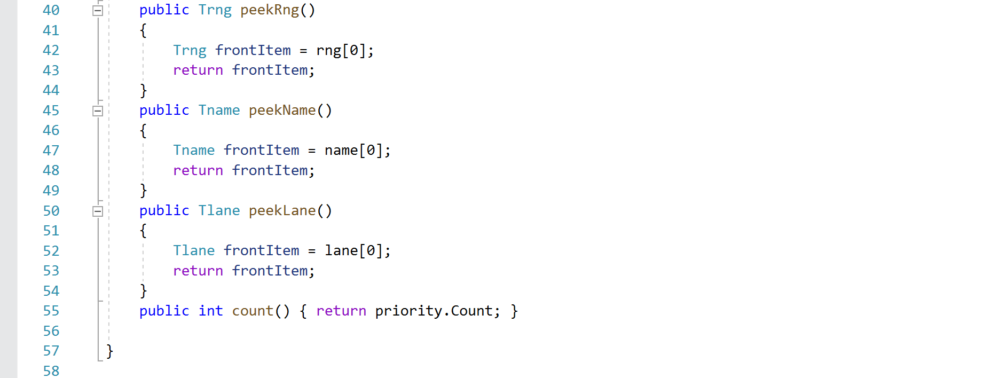 40 public Trng peekRng()
41 {
42 Trng frontItem = rng[0];
43 return frontItem;
44 }
45 public Tname peekName()
46 {
47 Tname frontItem = name[0];
48 return frontItem;
49 }
50 public Tlane peekLane()
51 {
52 Tlane frontItem = lane[0];
53 return frontItem;
54 }
55 public int count() { return priority.Count; }
56
57 }
58